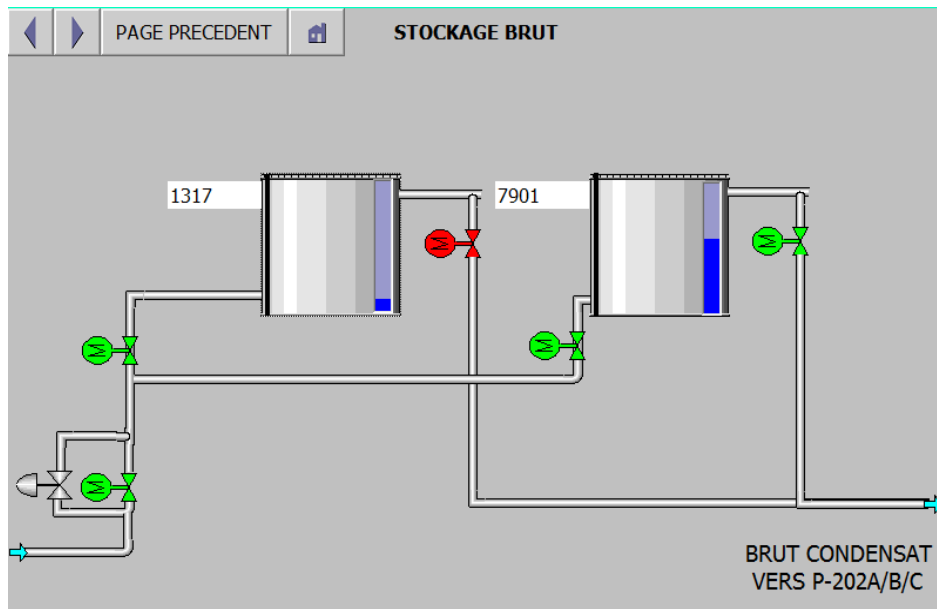 PAGE PRECEDENT
STOCKAGE BRUT
1317
7901
M
M
M
M
M
BRUT CONDENSAT
VERS P-202A/B/C